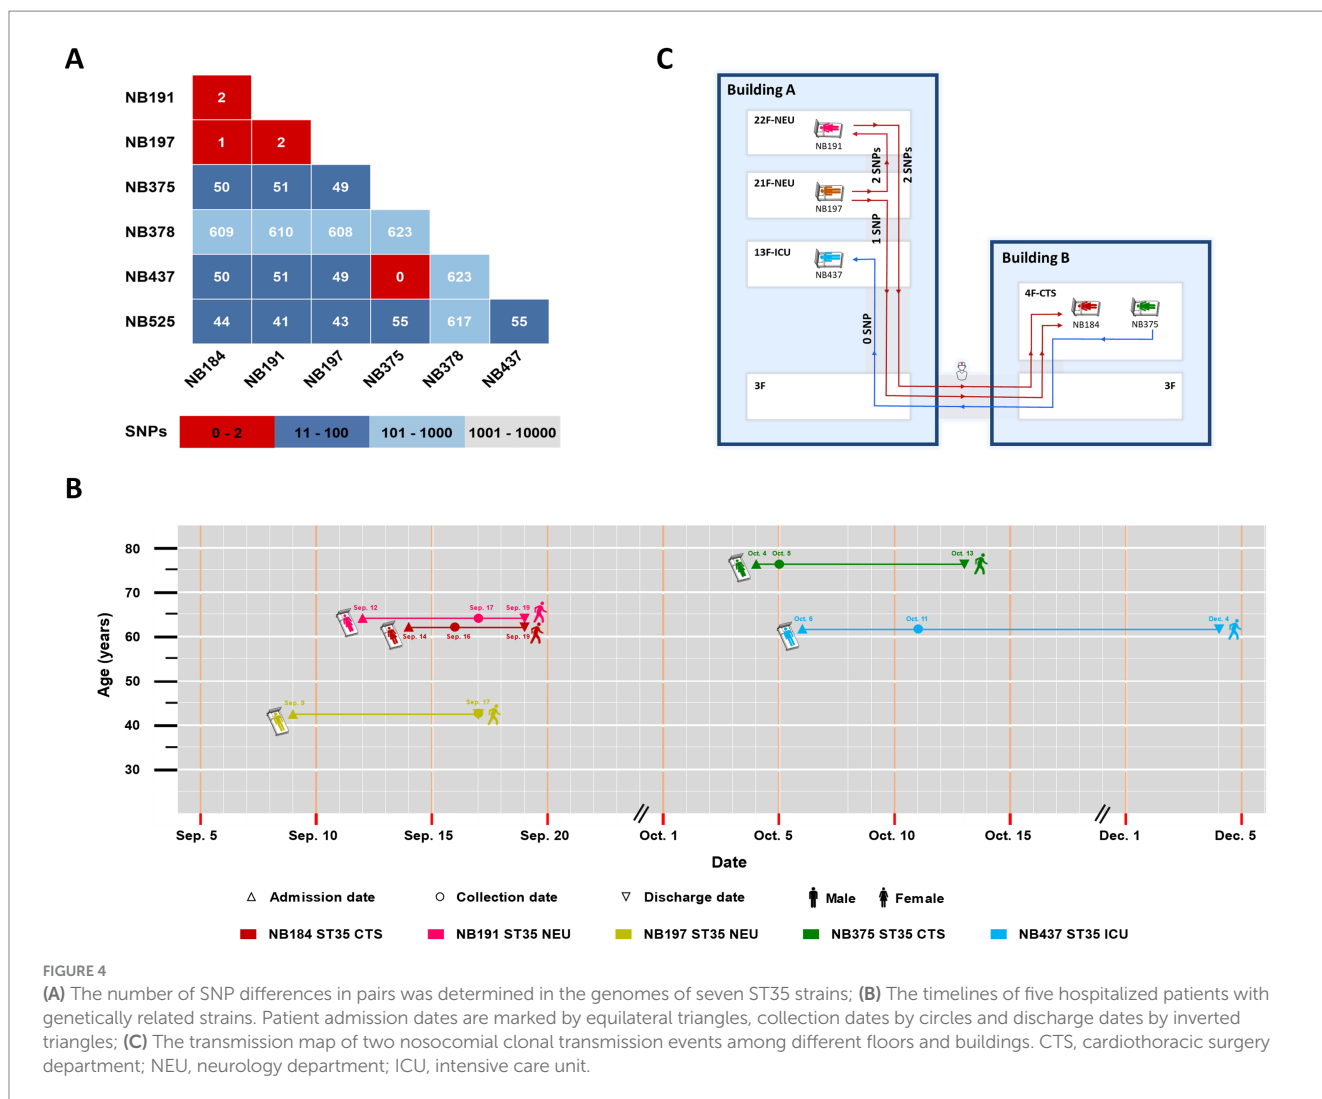 A
NB191
2
NB197
1 2
NB375
50 51 49
NB378
609 610 608 623
NB437
50 51 49 0 623
NB525
44 41 43 55 617 55
NB184 NB191 NB197 NB375 NB378 NB437
SNPs 0 - 2 11 - 100 101 - 1000 1001 - 10000
C
Building A
22F-NEU
NB191
2 SNPs
2 SNPs
21F-NEU
NB197
1 SNP
13F-ICU
NB437
0 SNP
3F
Building B
4F-CTS
NB184
NB375
3F
B
Age (years)
80
70
60
50
40
30
Oct. 4 Oct. 5 Oct. 13
Sep. 12 Sep. 17 Sep. 19
Sep. 14 Sep. 16 Sep. 19
Oct. 6 Oct. 11 Dec. 4
Sep. 17
Sep. 5 Sep. 10 Sep. 15 Sep. 20 Oct. 1 Oct. 5 Oct. 10 Oct. 15 Dec. 1 Dec. 5
Date
Admission date Collection date Discharge date Male Female
NB184 ST35 CTS NB191 ST35 NEU NB197 ST35 NEU NB375 ST35 CTS NB437 ST35 ICU
FIGURE 4
(A) The number of SNP differences in pairs was determined in the genomes of seven ST35 strains; (B) The timelines of five hospitalized patients with
genetically related strains. Patient admission dates are marked by equilateral triangles, collection dates by circles and discharge dates by inverted
triangles; (C) The transmission map of two nosocomial clonal transmission events among different floors and buildings. CTS, cardiothoracic surgery
department; NEU, neurology department; ICU, intensive care unit.